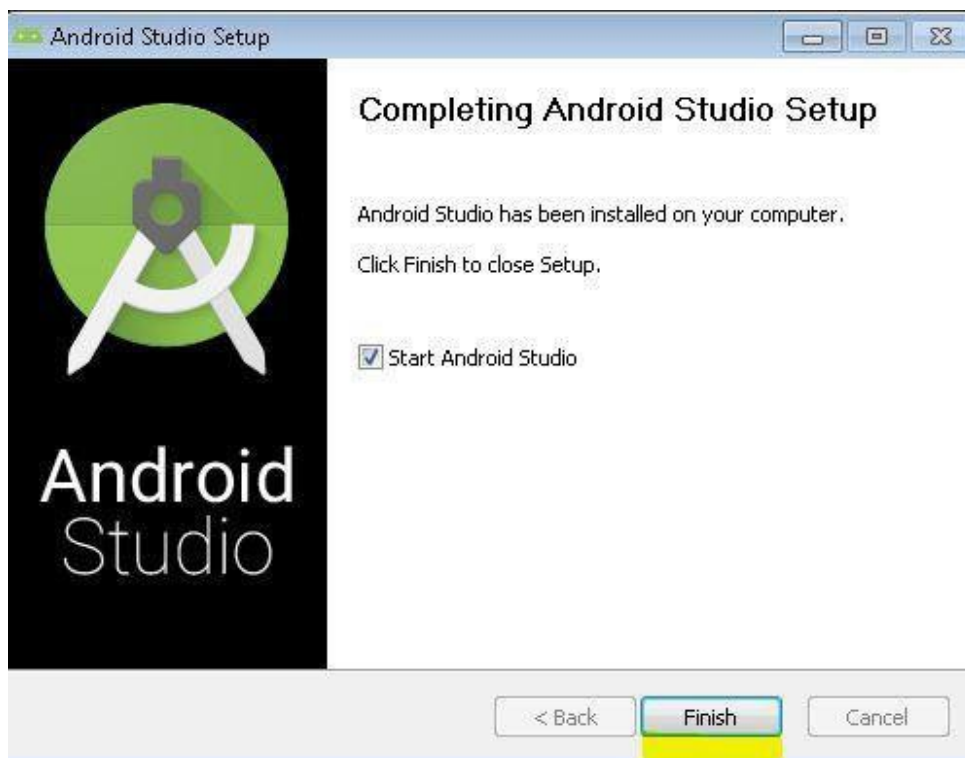 Android Studio Setup
Completing Android Studio Setup
Android Studio has been installed on your computer.
Click Finish to close Setup.
Start Android Studio
Android
Studio
< Back
Finish
Cancel